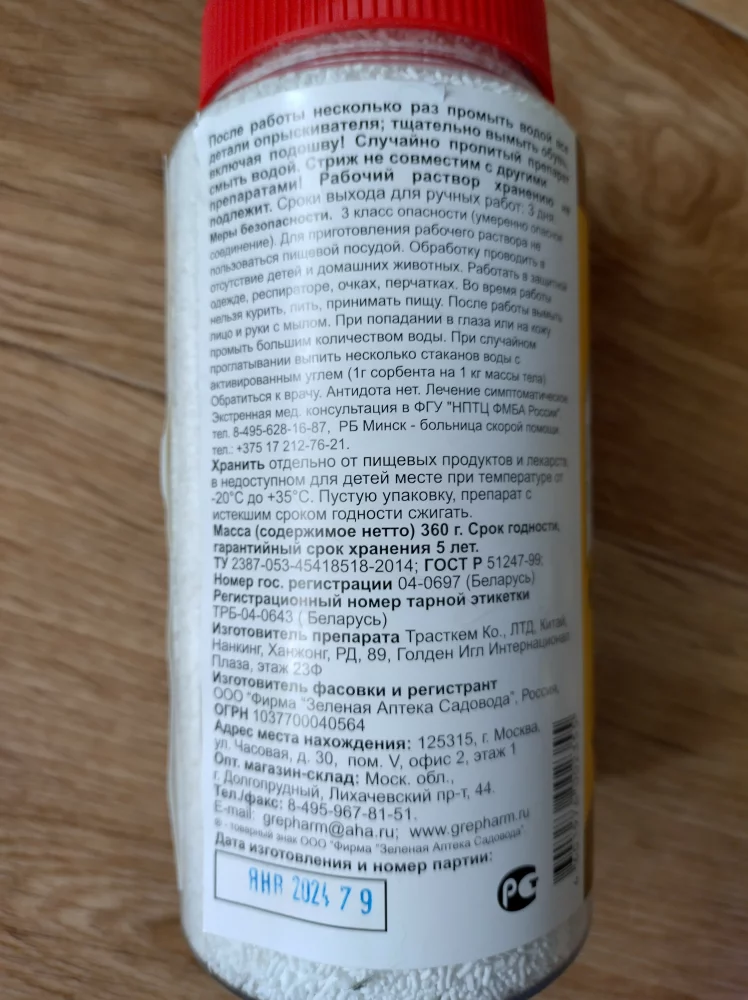 После работы несколько раз промыть водой все
детали опрыскивателя; тщательно вымыть обувь,
включая подошву! Случайно пролитый препарат
смыть водой. Стриж не совместим с другими
препаратами! Рабочий раствор хранению не
подлежит. Сроки выхода для ручных работ: 3 дня.
Меры безопасности. 3 класс опасности (умеренно опасное
соединение). Для приготовления рабочего раствора не
пользоваться пищевой посудой. Обработку проводить в
отсутствие детей и домашних животных. Работать в защитной
одежде, респираторе, очках, перчатках. Во время работы
нельзя курить, пить, принимать пищу. После работы вымыть
лицо и руки с мылом. При попадании в глаза или на кожу
промыть большим количеством воды. При случайном
проглатывании выпить несколько стаканов воды с
активированным углем (1г сорбента на 1 кг массы тела)
Обратиться к врачу. Антидота нет. Лечение симптоматическое
Экстренная мед. консультация в ФГУ "НПТЦ ФМБА России"
тел. 8-495-628-16-87, РБ Минск - больница скорой помощи
тел.: +375 17 212-76-21.
Хранить отдельно от пищевых продуктов и лекарств
в недоступном для детей месте при температуре от
-20°С до +35°С. Пустую упаковку, препарат с
истекшим сроком годности сжигать.
Масса (содержимое нетто) 360 г. Срок годности,
гарантийный срок хранения 5 лет.
ТУ 2387-053-45418518-2014; ГОСТ Р 51247-99;
Номер гос. регистрации 04-0697 (Беларусь)
Регистрационный номер тарной этикетки
ТРБ-04-0643 ( Беларусь)
Изготовитель препарата Трасткем Ко., ЛТД, Китай,
Нанкинг, Ханжонг, РД, 89, Голден Игл Интернационал
Плаза, этаж 23Ф
Изготовитель фасовки и регистрант
ООО "Фирма "Зеленая Аптека Садовода", Россия,
ОГРН 1037700040564
Адрес места нахождения: 125315, г. Москва,
ул. Часовая, д. 30, пом. V, офис 2, этаж 1
Опт. магазин-склад: Моск. обл.,
г. Долгопрудный, Лихачевский пр-т, 44.
Тел./факс: 8-495-967-81-51.
E-mail: grepharm@aha.ru; www.grepharm.ru
® - товарный знак ООО "Фирма "Зеленая Аптека Садовода".
Дата изготовления и номер партии:
ЯНВ 2024 7 9